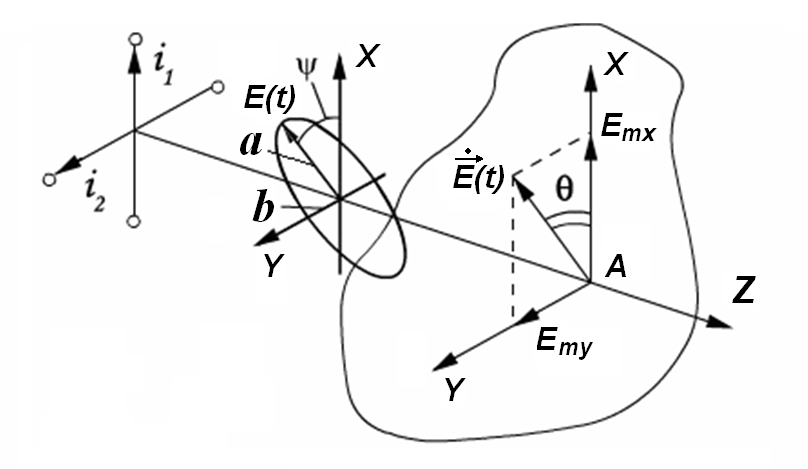 i₁
i₂
ψ
X
E(t)
a
b
Y
X
Eₘₓ
Ė⃗(t)
θ
A
Z
Eₘy
Y